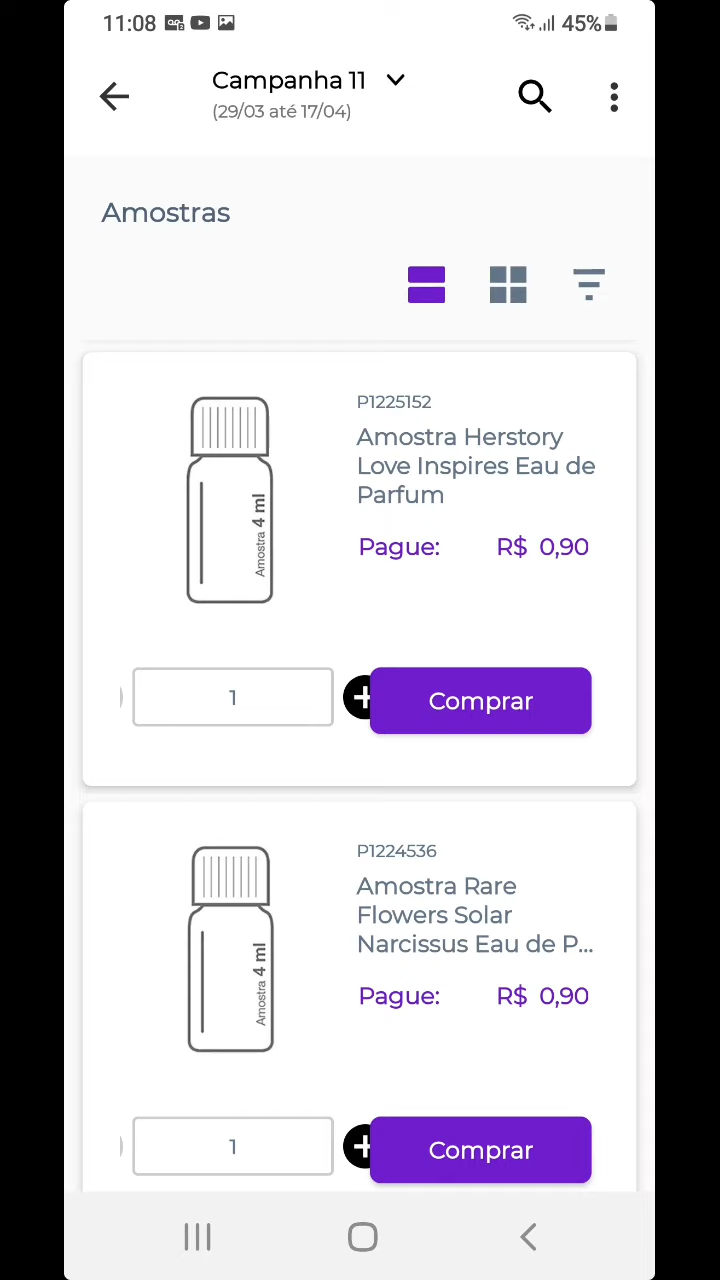 11:08
45%
Campanha 11
(29/03 até 17/04)
Amostras
P1225152
Amostra Herstory
Love Inspires Eau de
Parfum
Pague: R$ 0,90
Amostra 4 ml
1
Comprar
P1224536
Amostra Rare
Flowers Solar
Narcissus Eau de P...
Pague: R$ 0,90
Amostra 4 ml
1
Comprar